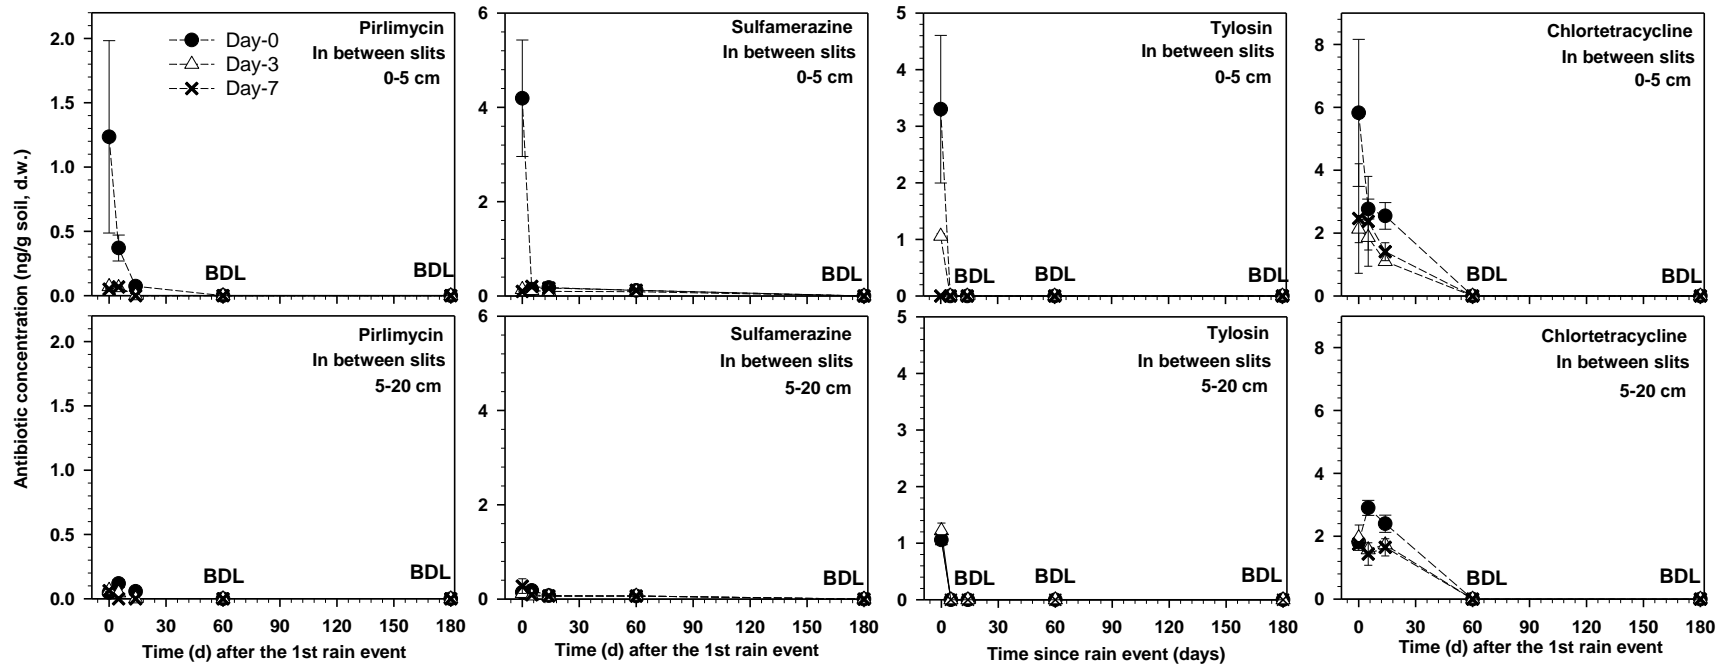 Antibiotic concentration (ng/g soil, d.w.)
2.0
1.5
1.0
0.5
0.0
Day-0
Day-3
Day-7
Pirlimycin
In between slits
0-5 cm
BDL
BDL
6
4
2
0
Sulfamerazine
In between slits
0-5 cm
BDL
5
4
3
2
1
0
Tylosin
In between slits
0-5 cm
BDL
BDL
BDL
8
6
4
2
0
Chlortetracycline
In between slits
0-5 cm
BDL
BDL
2.0
1.5
1.0
0.5
0.0
Pirlimycin
In between slits
5-20 cm
BDL
BDL
0 30 60 90 120 150 180
Time (d) after the 1st rain event
6
4
2
0
Sulfamerazine
In between slits
5-20 cm
BDL
0 30 60 90 120 150 180
Time (d) after the 1st rain event
5
4
3
2
1
0
Tylosin
In between slits
5-20 cm
BDL
BDL
BDL
0 30 60 90 120 150 180
Time since rain event (days)
8
6
4
2
0
Chlortetracycline
In between slits
5-20 cm
BDL
BDL
0 30 60 90 120 150 180
Time (d) after the 1st rain event